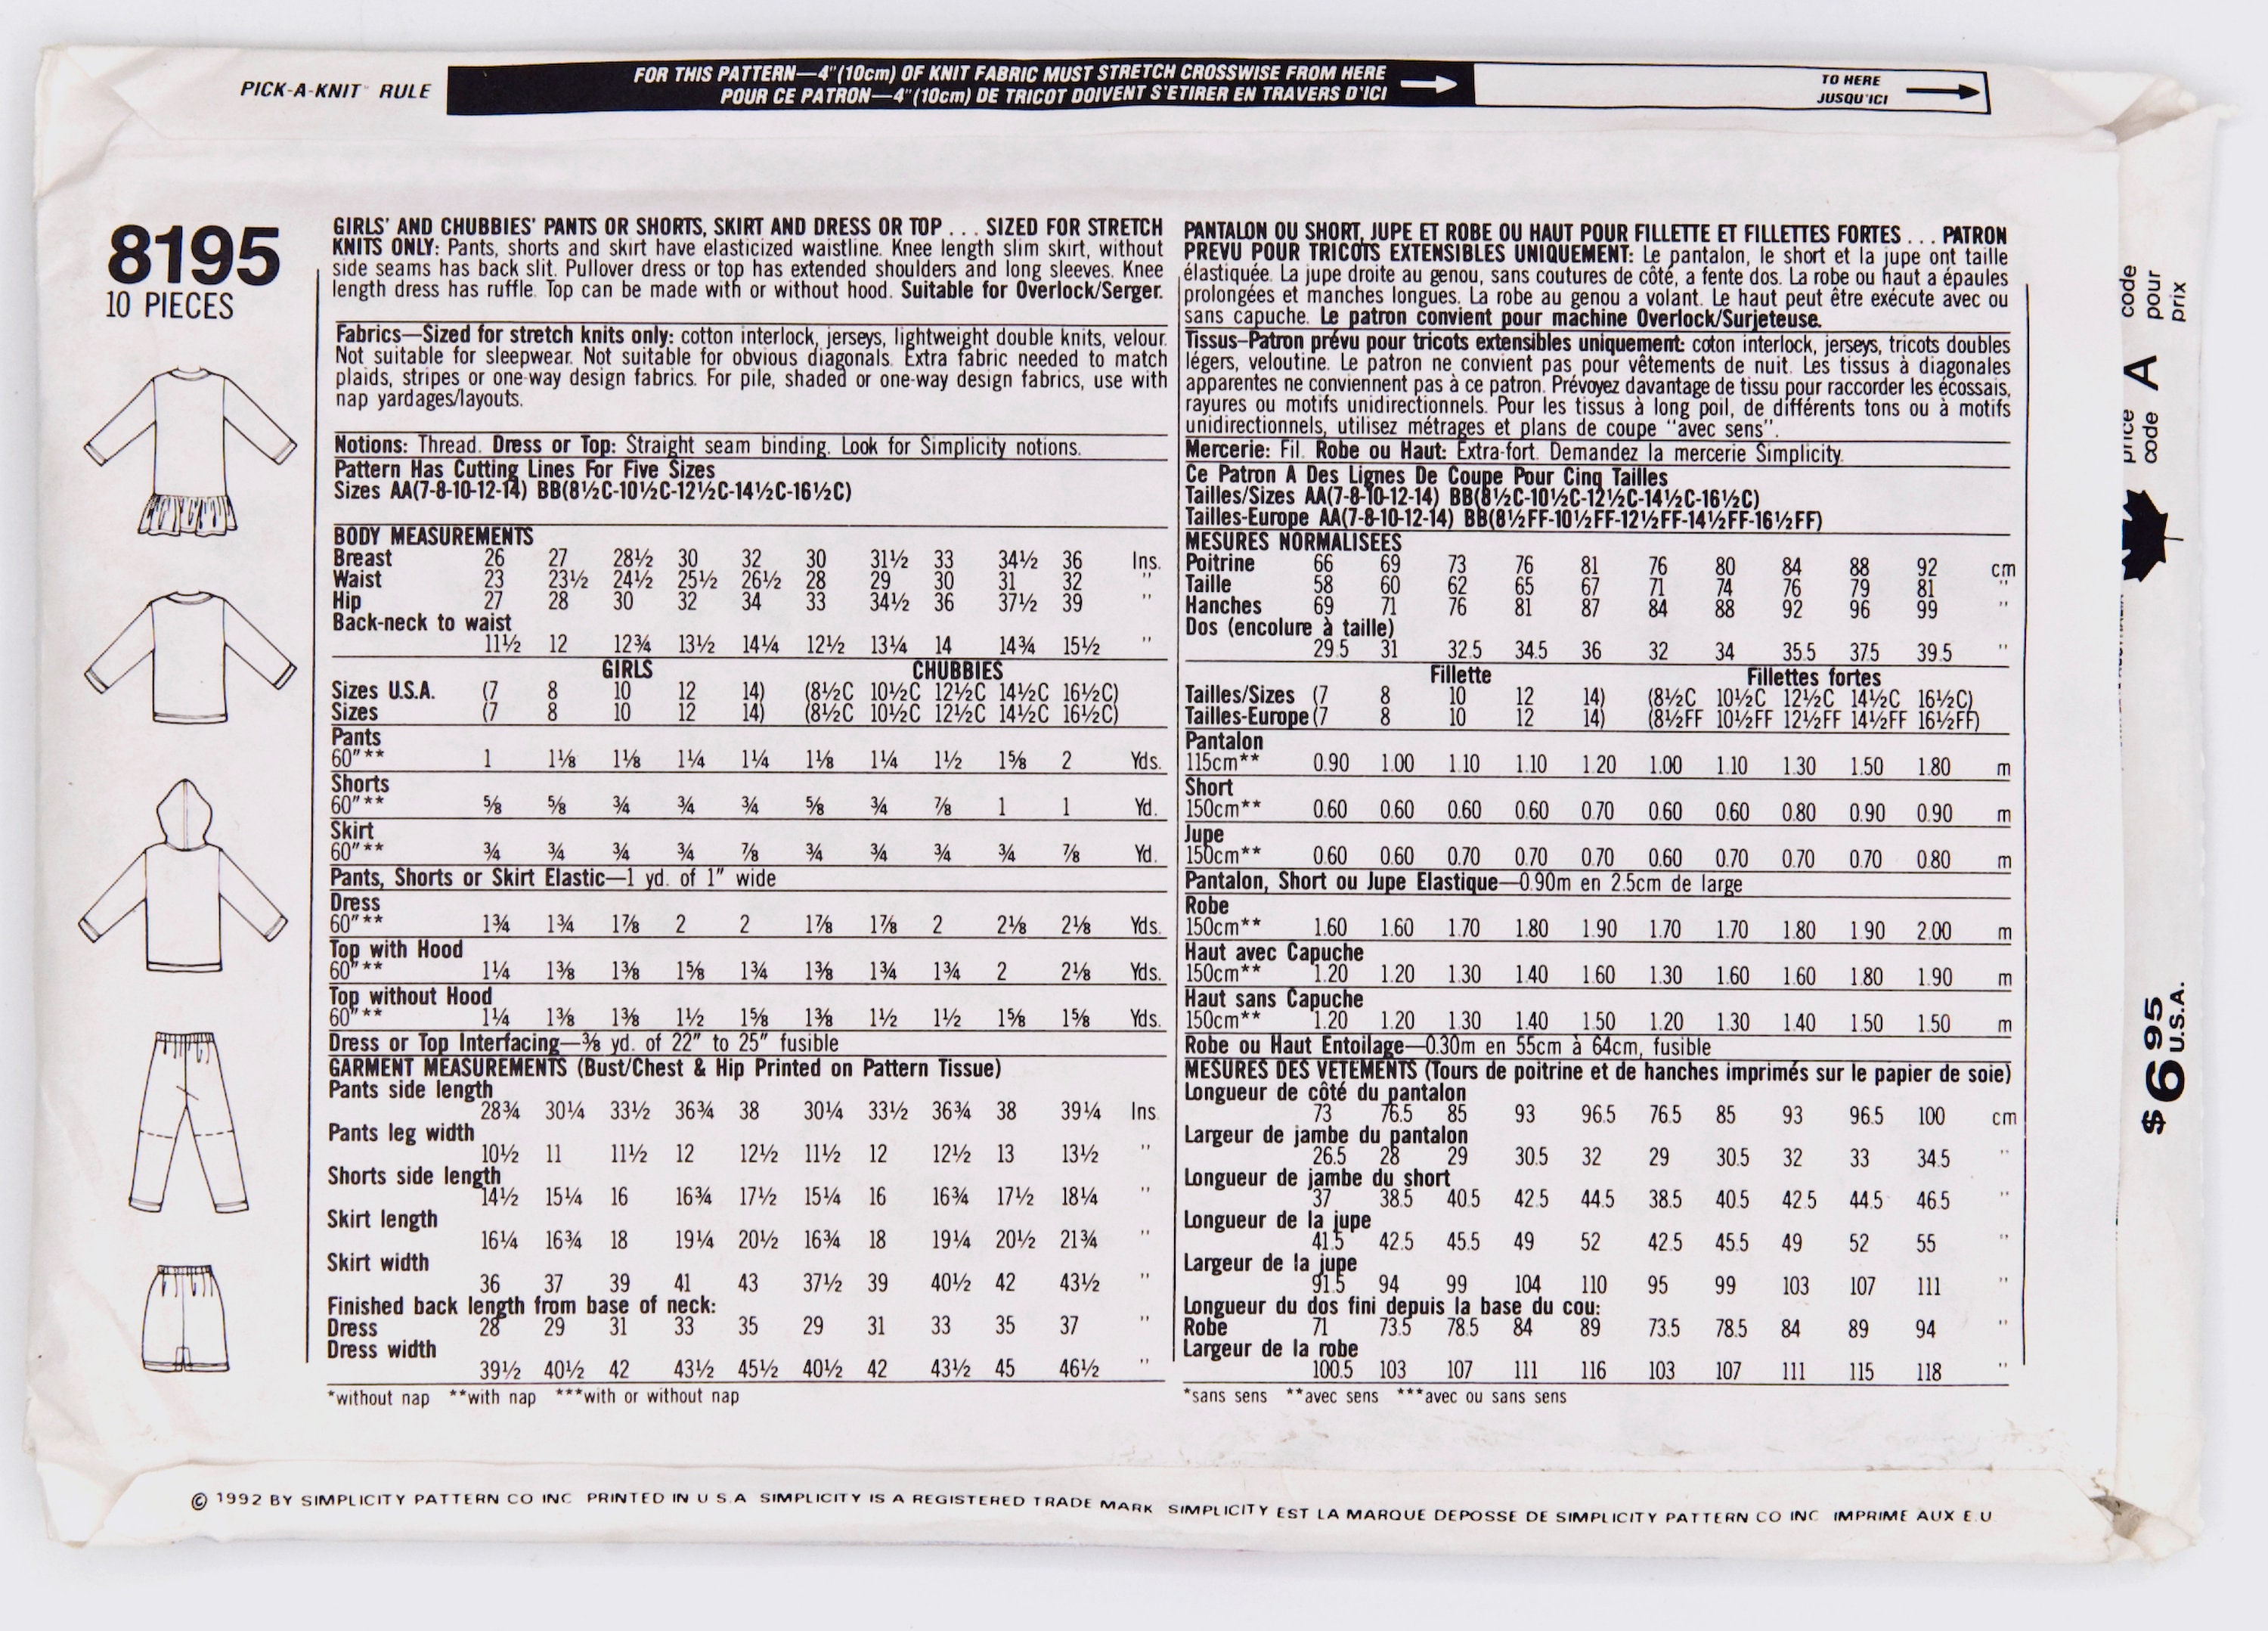 PICK-A-KNIT™ RULE
FOR THIS PATTERN—4"(10cm) OF KNIT FABRIC MUST STRETCH CROSSWISE FROM HERE
POUR CE PATRON—4"(10cm) DE TRICOT DOIVENT S'ETIRER EN TRAVERS D'ICI
TO HERE
JUSQU'ICI
8195
10 PIECES
GIRLS' AND CHUBBIES' PANTS OR SHORTS, SKIRT AND DRESS OR TOP . . . SIZED FOR STRETCH
KNITS ONLY: Pants, shorts and skirt have elasticized waistline. Knee length slim skirt, without
side seams has back slit. Pullover dress or top has extended shoulders and long sleeves. Knee
length dress has ruffle. Top can be made with or without hood. Suitable for Overlock/Serger.
Fabrics—Sized for stretch knits only: cotton interlock, jerseys, lightweight double knits, velour.
Not suitable for sleepwear. Not suitable for obvious diagonals. Extra fabric needed to match
plaids, stripes or one-way design fabrics. For pile, shaded or one-way design fabrics, use with
nap yardages/layouts.
Notions: Thread. Dress or Top: Straight seam binding. Look for Simplicity notions.
Pattern Has Cutting Lines For Five Sizes
Sizes AA(7-8-10-12-14) BB(8½C-10½C-12½C-14½C-16½C)
BODY MEASUREMENTS
Breast 26 27 28½ 30 32 30 31½ 33 34½ 36 Ins.
Waist 23 23½ 24½ 25½ 26½ 28 29 30 31 32 "
Hip 27 28 30 32 34 33 34½ 36 37½ 39 "
Back-neck to waist
11½ 12 12¾ 13½ 14¼ 12½ 13¼ 14 14¾ 15½ "
GIRLS CHUBBIES
Sizes U.S.A. (7 8 10 12 14) (8½C 10½C 12½C 14½C 16½C)
Sizes (7 8 10 12 14) (8½C 10½C 12½C 14½C 16½C)
Pants
60"** 1 1⅛ 1⅛ 1¼ 1¼ 1⅛ 1¼ 1½ 1⅝ 2 Yds.
Shorts
60"** ⅝ ⅝ ¾ ¾ ¾ ⅝ ¾ ⅞ 1 1 Yd.
Skirt
60"** ¾ ¾ ¾ ¾ ⅞ ¾ ¾ ¾ ¾ ⅞ Yd.
Pants, Shorts or Skirt Elastic—1 yd. of 1" wide
Dress
60"** 1¾ 1¾ 1⅞ 2 2 1⅞ 1⅞ 2 2⅛ 2⅛ Yds.
Top with Hood
60"** 1¼ 1⅜ 1⅜ 1⅝ 1¾ 1⅜ 1¾ 1¾ 2 2⅛ Yds.
Top without Hood
60"** 1¼ 1⅜ 1⅜ 1½ 1⅝ 1⅜ 1½ 1½ 1⅝ 1⅝ Yds.
Dress or Top Interfacing—⅜ yd. of 22" to 25" fusible
GARMENT MEASUREMENTS (Bust/Chest & Hip Printed on Pattern Tissue)
Pants side length
28¾ 30¼ 33½ 36¾ 38 30¼ 33½ 36¾ 38 39¼ Ins.
Pants leg width
10½ 11 11½ 12 12½ 11½ 12 12½ 13 13½ "
Shorts side length
14½ 15¼ 16 16¾ 17½ 15¼ 16 16¾ 17½ 18¼ "
Skirt length
16¼ 16¾ 18 19¼ 20½ 16¾ 18 19¼ 20½ 21¾ "
Skirt width
36 37 39 41 43 37½ 39 40½ 42 43½ "
Finished back length from base of neck:
Dress 28 29 31 33 35 29 31 33 35 37 "
Dress width
39½ 40½ 42 43½ 45½ 40½ 42 43½ 45 46½ "
*without nap **with nap ***with or without nap
PANTALON OU SHORT, JUPE ET ROBE OU HAUT POUR FILLETTE ET FILLETTES FORTES . . . PATRON
PREVU POUR TRICOTS EXTENSIBLES UNIQUEMENT: Le pantalon, le short et la jupe ont taille
élastiquée. La jupe droite au genou, sans coutures de côté, a fente dos. La robe ou haut a épaules
prolongées et manches longues. La robe au genou a volant. Le haut peut être exécute avec ou
sans capuche. Le patron convient pour machine Overlock/Surjeteuse.
Tissus–Patron prévu pour tricots extensibles uniquement: coton interlock, jerseys, tricots doubles
légers, veloutine. Le patron ne convient pas pour vêtements de nuit. Les tissus à diagonales
apparentes ne conviennent pas à ce patron. Prévoyez davantage de tissu pour raccorder les écossais,
rayures ou motifs unidirectionnels. Pour les tissus à long poil, de différents tons ou à motifs
unidirectionnels, utilisez métrages et plans de coupe "avec sens".
Mercerie: Fil. Robe ou Haut: Extra-fort. Demandez la mercerie Simplicity.
Ce Patron A Des Lignes De Coupe Pour Cinq Tailles
Tailles/Sizes AA(7-8-10-12-14) BB(8½C-10½C-12½C-14½C-16½C)
Tailles-Europe AA(7-8-10-12-14) BB(8½FF-10½FF-12½FF-14½FF-16½FF)
MESURES NORMALISEES
Poitrine 66 69 73 76 81 76 80 84 88 92 cm
Taille 58 60 62 65 67 71 74 76 79 81 "
Hanches 69 71 76 81 87 84 88 92 96 99 "
Dos (encolure à taille)
29.5 31 32.5 34.5 36 32 34 35.5 37.5 39.5 "
Fillette Fillettes fortes
Tailles/Sizes (7 8 10 12 14) (8½C 10½C 12½C 14½C 16½C)
Tailles-Europe (7 8 10 12 14) (8½FF 10½FF 12½FF 14½FF 16½FF)
Pantalon
115cm** 0.90 1.00 1.10 1.10 1.20 1.00 1.10 1.30 1.50 1.80 m
Short
150cm** 0.60 0.60 0.60 0.60 0.70 0.60 0.60 0.80 0.90 0.90 m
Jupe
150cm** 0.60 0.60 0.70 0.70 0.70 0.60 0.70 0.70 0.70 0.80 m
Pantalon, Short ou Jupe Elastique—0.90m en 2.5cm de large
Robe
150cm** 1.60 1.60 1.70 1.80 1.90 1.70 1.70 1.80 1.90 2.00 m
Haut avec Capuche
150cm** 1.20 1.20 1.30 1.40 1.60 1.30 1.60 1.60 1.80 1.90 m
Haut sans Capuche
150cm** 1.20 1.20 1.30 1.40 1.50 1.20 1.30 1.40 1.50 1.50 m
Robe ou Haut Entoilage—0.30m en 55cm à 64cm, fusible
MESURES DES VETEMENTS (Tours de poitrine et de hanches imprimés sur le papier de soie)
Longueur de côté du pantalon
73 76.5 85 93 96.5 76.5 85 93 96.5 100 cm
Largeur de jambe du pantalon
26.5 28 29 30.5 32 29 30.5 32 33 34.5 "
Longueur de jambe du short
37 38.5 40.5 42.5 44.5 38.5 40.5 42.5 44.5 46.5 "
Longueur de la jupe
41.5 42.5 45.5 49 52 42.5 45.5 49 52 55 "
Largeur de la jupe
91.5 94 99 104 110 95 99 103 107 111 "
Longueur du dos fini depuis la base du cou:
Robe 71 73.5 78.5 84 89 73.5 78.5 84 89 94 "
Largeur de la robe
100.5 103 107 111 116 103 107 111 115 118 "
*sans sens **avec sens ***avec ou sans sens
price code A code pour prix
$6.95 U.S.A.
© 1992 BY SIMPLICITY PATTERN CO INC PRINTED IN U S A SIMPLICITY IS A REGISTERED TRADE MARK SIMPLICITY EST LA MARQUE DEPOSSE DE SIMPLICITY PATTERN CO INC IMPRIME AUX E.U